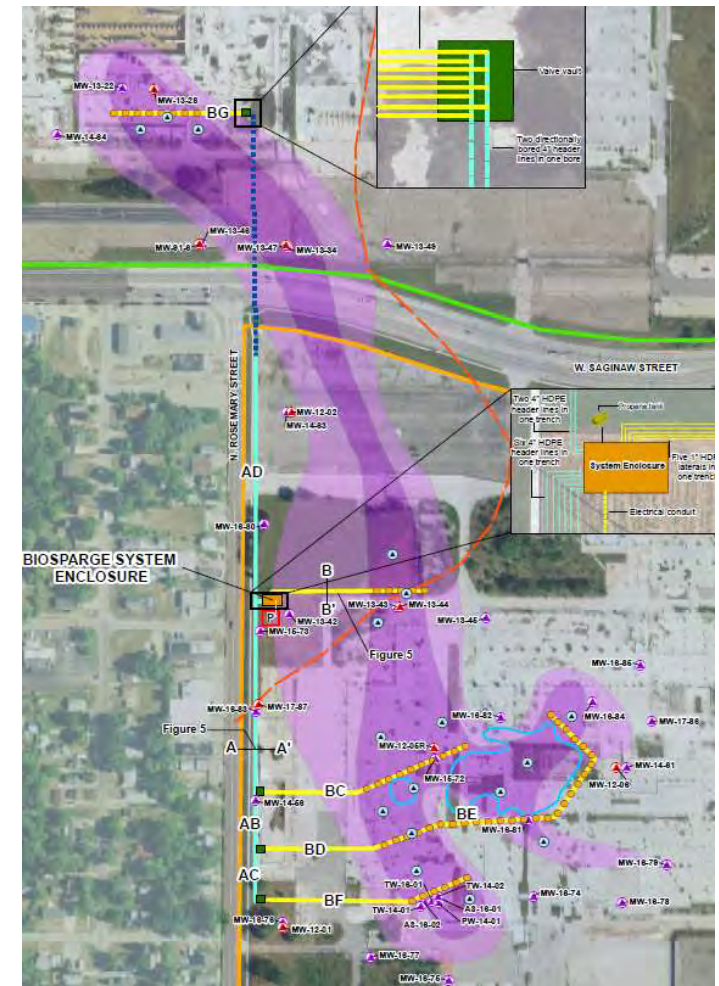 MW-13-22
MW-13-28
BG
MW-14-64
Valve vault
Two directionally
bored 4" header
lines in one bore
MW-13-46
MW-13-47
MW-13-34
MW-13-49
W. SAGINAW STREET
N. ROSEMARY STREET
MW-12-02
MW-14-63
Two 4" HDPE
header lines in
one trench
Propane tank
Six 4" HDPE
header lines in
one trench
System Enclosure
Five 1" HDP
laterals in
one trench
Electrical conduit
AD
MW-16-80
BIOSPARGE SYSTEM
ENCLOSURE
B
B'
P
MW-13-42
MW-13-43
MW-13-44
MW-13-45
MW-15-73
Figure 5
MW-16-85
MW-17-87
MW-16-83
MW-16-82
MW-16-84
MW-17-86
Figure 5
A
A'
MW-12-05R
MW-15-72
MW-14-61
MW-12-06
BC
MW-14-56
AB
BE
MW-16-81
BD
AC
MW-16-79
TW-16-01
TW-14-02
BF
TW-14-01
AS-16-01
AS-16-02
PW-14-01
MW-16-74
MW-16-78
MW-16-76
MW-12-01
MW-16-77
MW-16-75